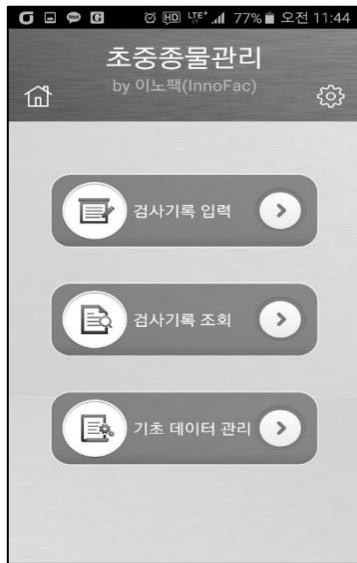 LTE+ 77% 오전 11:44
초중종물관리
by 이노팩(InnoFac)
검사기록 입력
검사기록 조회
기초 데이터 관리